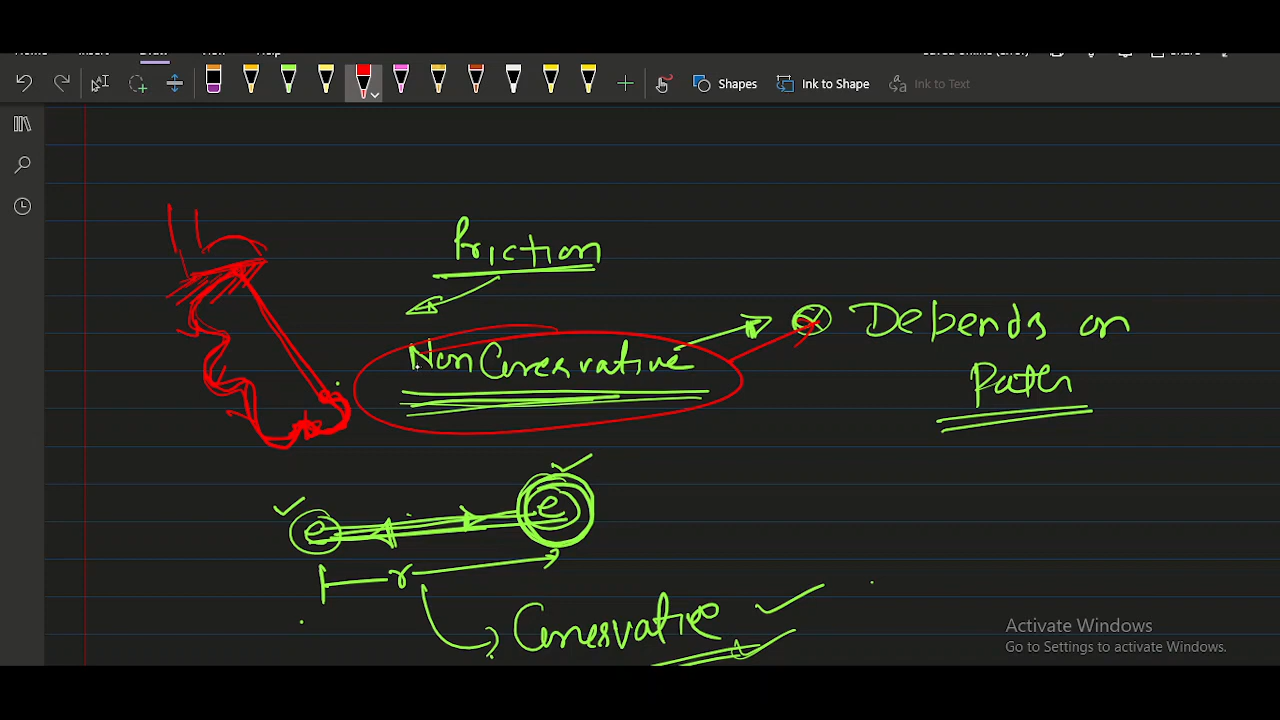 Shapes
Ink to Shape
Ink to Text
Friction
Non Conservative
Depends on
Path
e
e
r
Conservative
Activate Windows
Go to Settings to activate Windows.